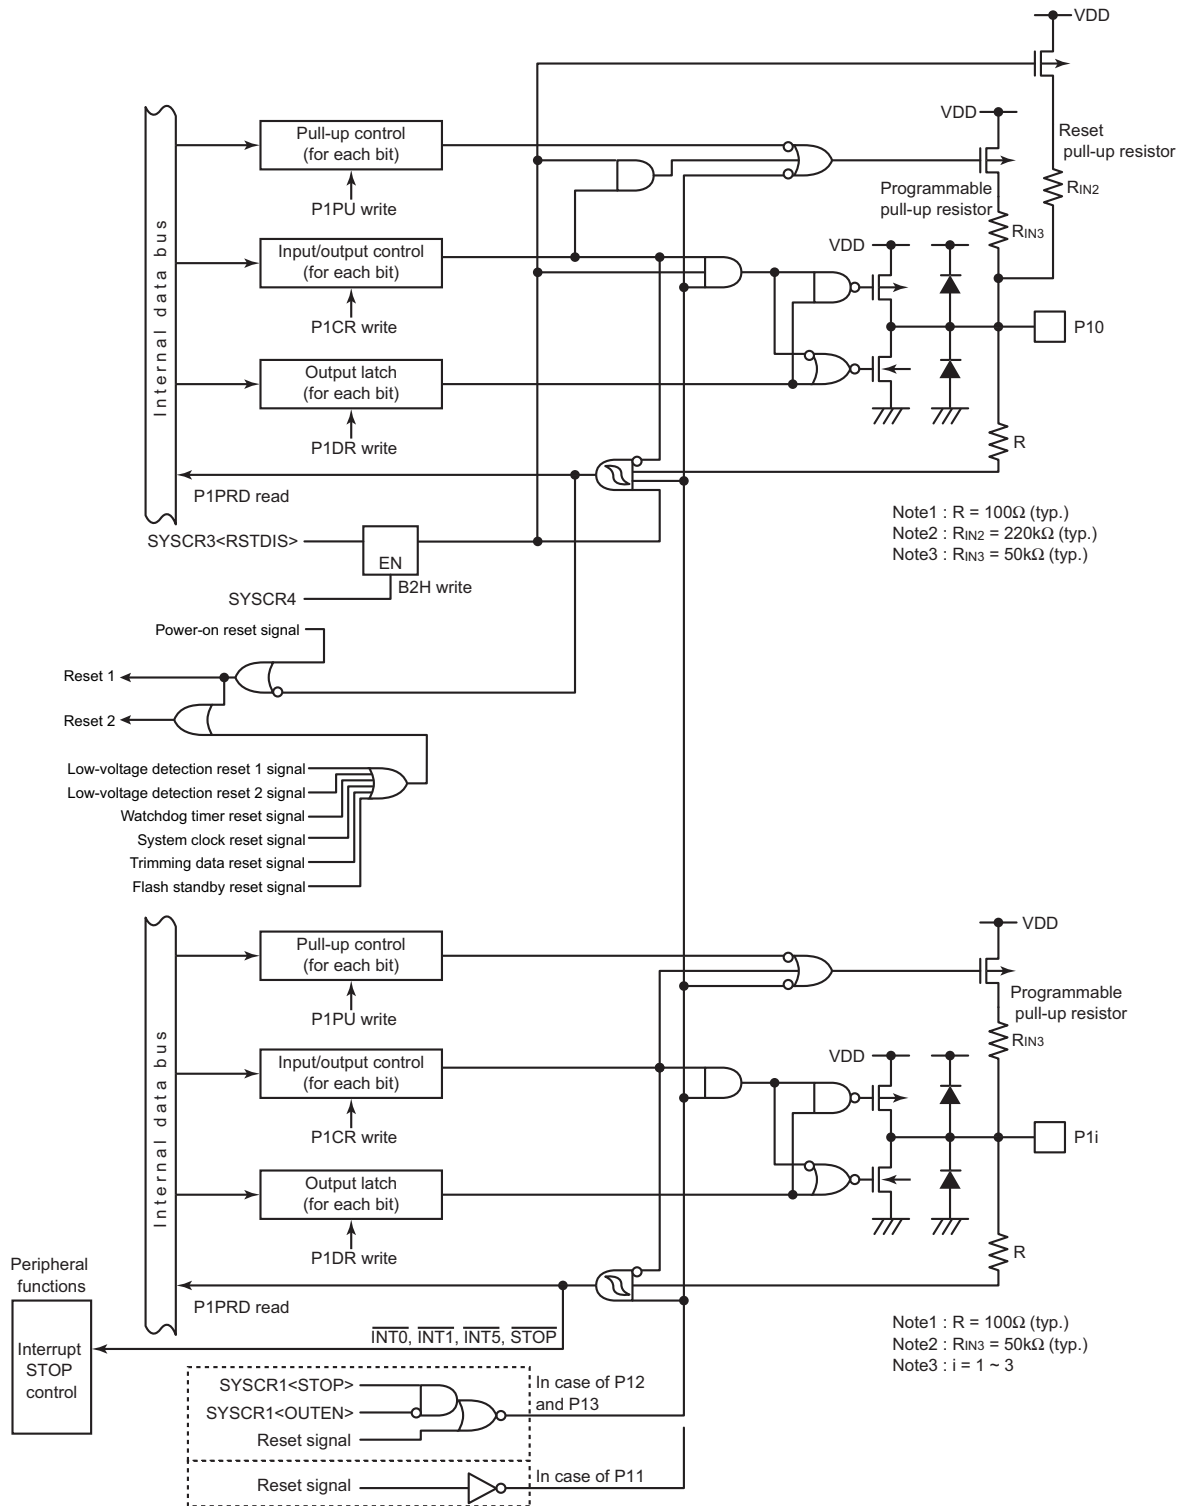 VDD
Internal data bus
Pull-up control
(for each bit)
P1PU write
VDD
Reset
pull-up resistor
Programmable
pull-up resistor
RIN2
RIN3
Input/output control
(for each bit)
P1CR write
VDD
P10
Output latch
(for each bit)
P1DR write
R
P1PRD read
Note1 : R = 100Ω (typ.)
Note2 : RIN2 = 220kΩ (typ.)
Note3 : RIN3 = 50kΩ (typ.)
SYSCR3<RSTDIS>
EN
B2H write
SYSCR4
Power-on reset signal
Reset 1
Reset 2
Low-voltage detection reset 1 signal
Low-voltage detection reset 2 signal
Watchdog timer reset signal
System clock reset signal
Trimming data reset signal
Flash standby reset signal
Internal data bus
Pull-up control
(for each bit)
P1PU write
VDD
Programmable
pull-up resistor
RIN3
Input/output control
(for each bit)
P1CR write
VDD
P1i
Output latch
(for each bit)
P1DR write
R
Peripheral
functions
P1PRD read
INT0, INT1, INT5, STOP
Interrupt
STOP
control
Note1 : R = 100Ω (typ.)
Note2 : RIN3 = 50kΩ (typ.)
Note3 : i = 1 ~ 3
SYSCR1<STOP>
SYSCR1<OUTEN>
Reset signal
In case of P12
and P13
Reset signal
In case of P11